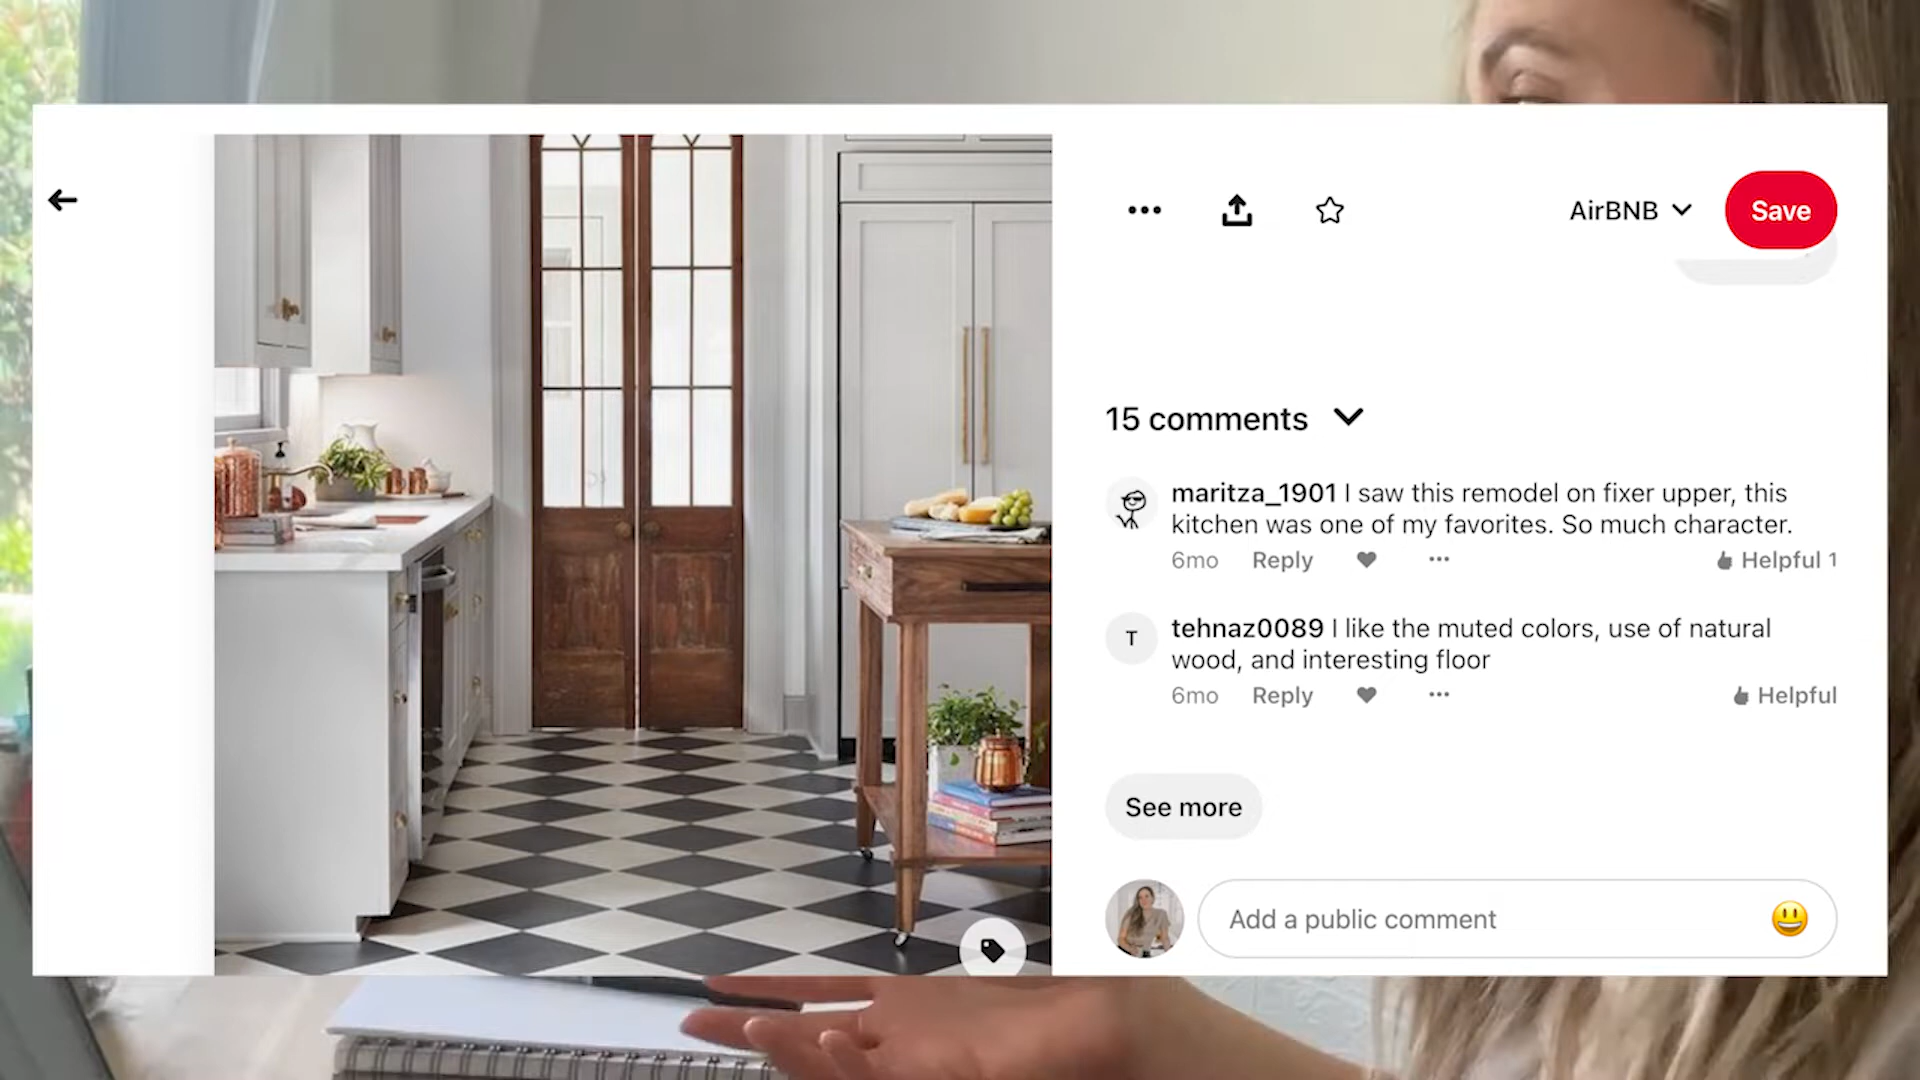 AirBNB
Save
15 comments
maritza_1901 I saw this remodel on fixer upper, this
kitchen was one of my favorites. So much character.
6mo Reply Helpful 1
T
tehnaz0089 I like the muted colors, use of natural
wood, and interesting floor
6mo Reply Helpful
See more
Add a public comment